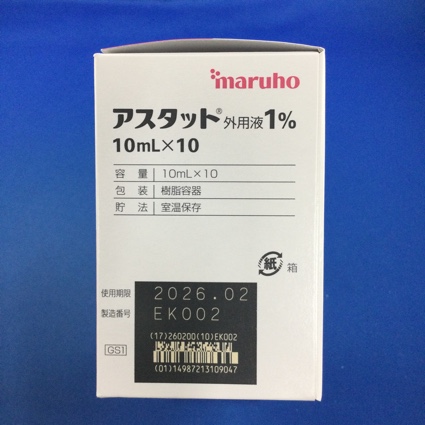 maruho
アスタット® 外用液1%
10mL×10
容 量 10mL×10
包 装 樹脂容器
貯 法 室温保存
紙 箱
使用期限 2026.02
製造番号 EK002
(17)260200(10)EK002
GS1
(01)14987213109047